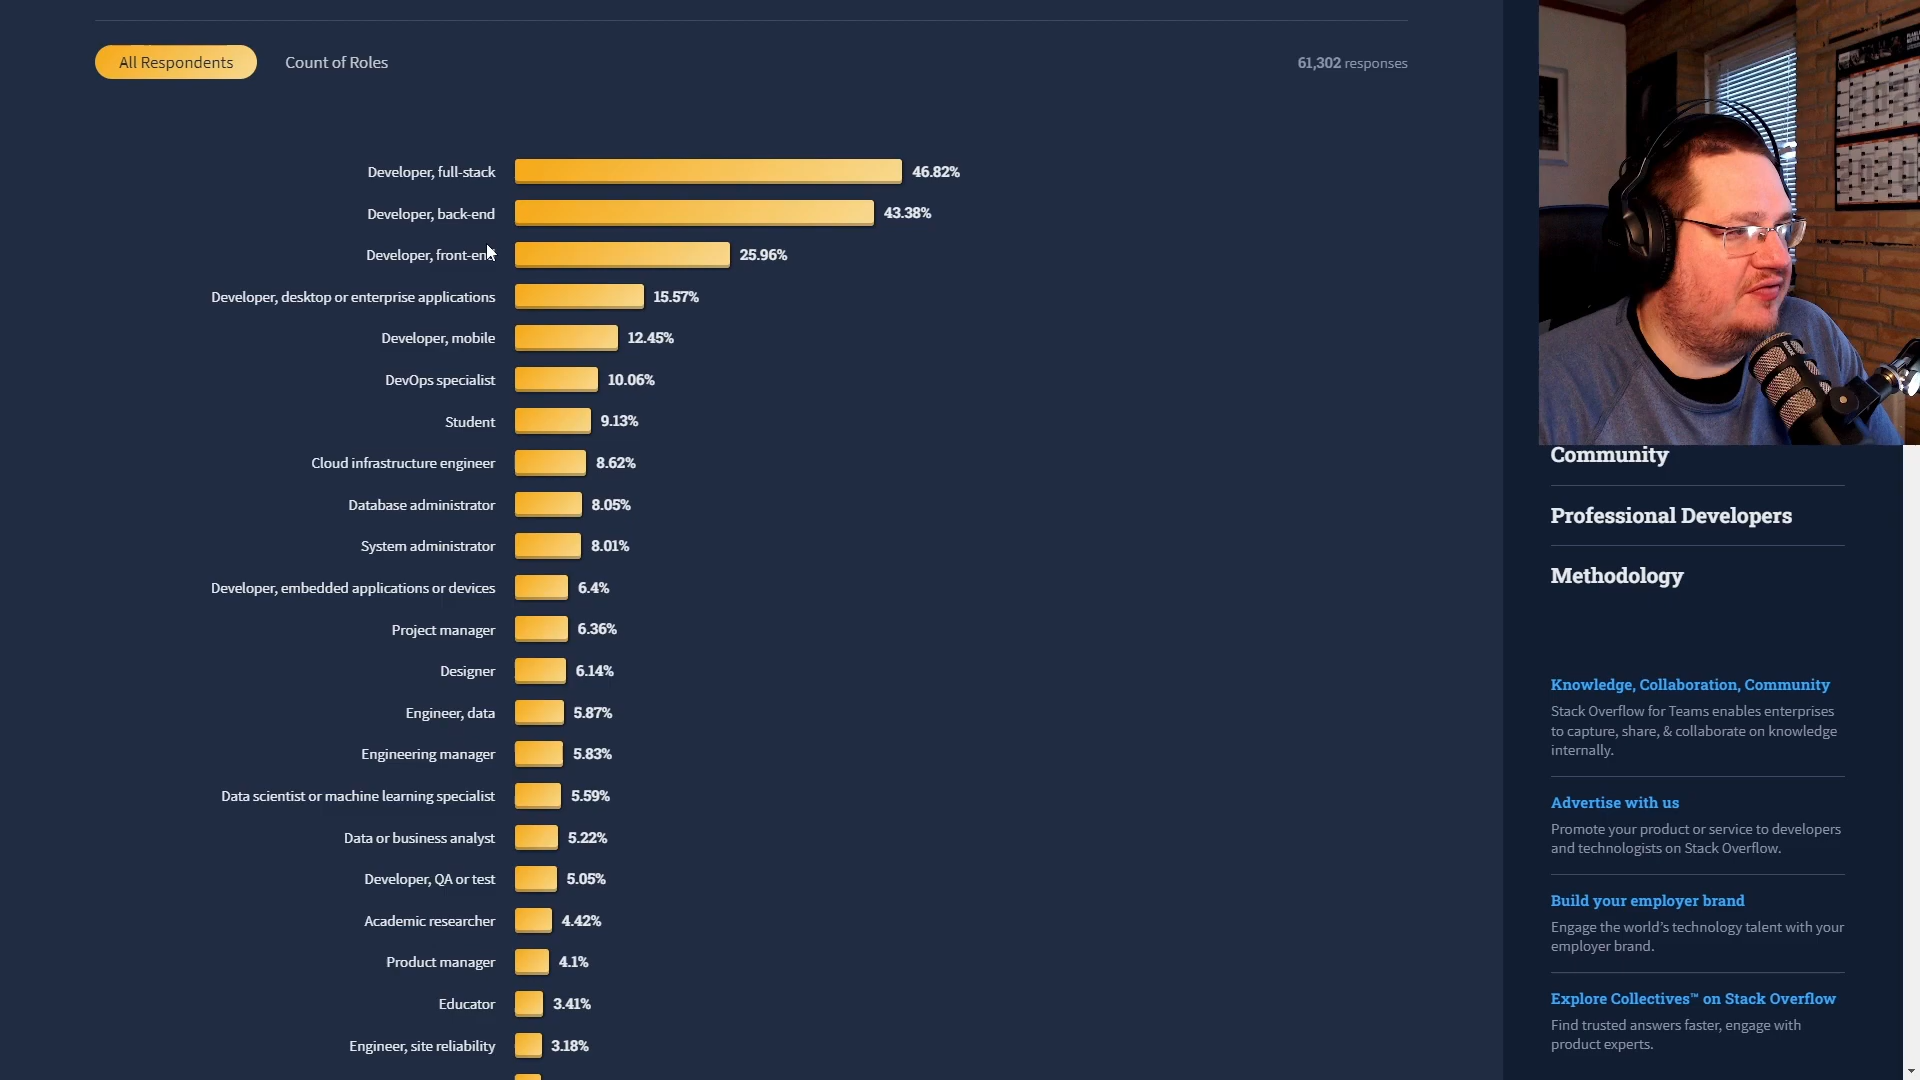 All Respondents
Count of Roles
61,302 responses
Developer, full-stack 46.82%
Developer, back-end 43.38%
Developer, front-end 25.96%
Developer, desktop or enterprise applications 15.57%
Developer, mobile 12.45%
DevOps specialist 10.06%
Student 9.13%
Cloud infrastructure engineer 8.62%
Database administrator 8.05%
System administrator 8.01%
Developer, embedded applications or devices 6.4%
Project manager 6.36%
Designer 6.14%
Engineer, data 5.87%
Engineering manager 5.83%
Data scientist or machine learning specialist 5.59%
Data or business analyst 5.22%
Developer, QA or test 5.05%
Academic researcher 4.42%
Product manager 4.1%
Educator 3.41%
Engineer, site reliability 3.18%
Community
Professional Developers
Methodology
Knowledge, Collaboration, Community
Stack Overflow for Teams enables enterprises
to capture, share, & collaborate on knowledge
internally.
Advertise with us
Promote your product or service to developers
and technologists on Stack Overflow.
Build your employer brand
Engage the world's technology talent with your
employer brand.
Explore Collectives™ on Stack Overflow
Find trusted answers faster, engage with
product experts.